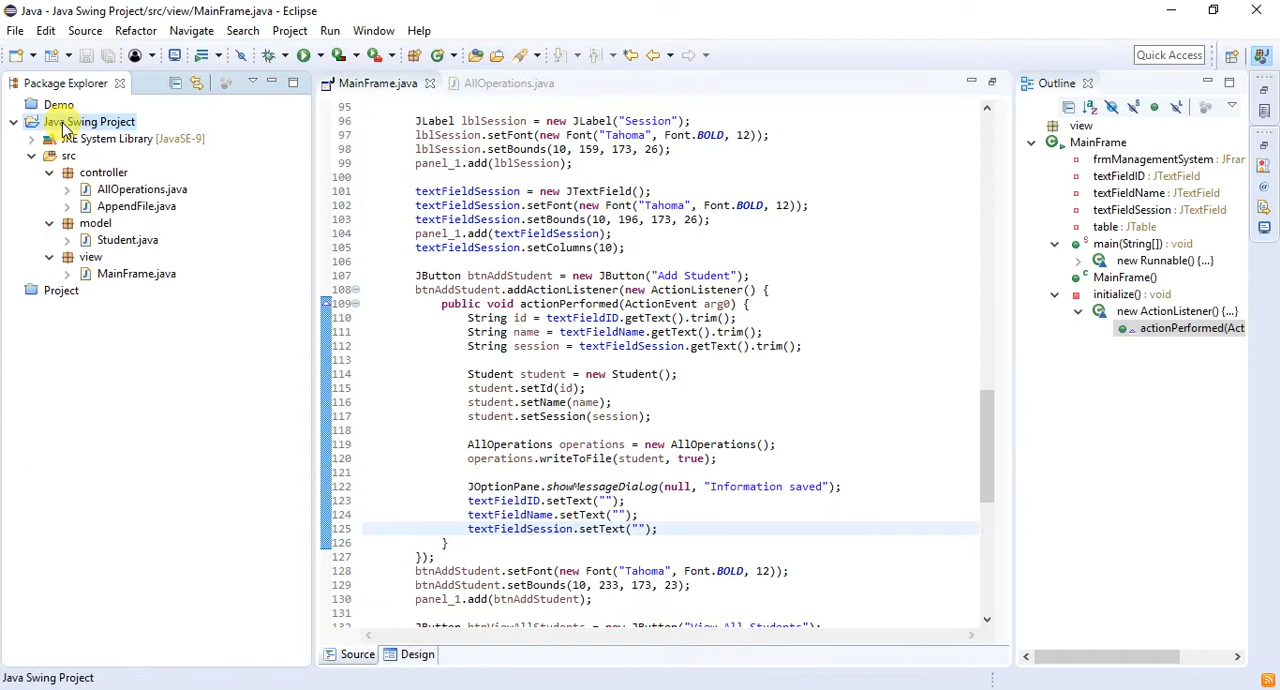 Java - Java Swing Project/src/view/MainFrame.java - Eclipse
File Edit Source Refactor Navigate Search Project Run Window Help
Quick Access
Package Explorer
Demo
Java Swing Project
JRE System Library [JavaSE-9]
src
controller
AllOperations.java
AppendFile.java
model
Student.java
view
MainFrame.java
Project
MainFrame.java AllOperations.java
95
96 JLabel lblSession = new JLabel("Session");
97 lblSession.setFont(new Font("Tahoma", Font.BOLD, 12));
98 lblSession.setBounds(10, 159, 173, 26);
99 panel_1.add(lblSession);
100
101 textFieldSession = new JTextField();
102 textFieldSession.setFont(new Font("Tahoma", Font.BOLD, 12));
103 textFieldSession.setBounds(10, 196, 173, 26);
104 panel_1.add(textFieldSession);
105 textFieldSession.setColumns(10);
106
107 JButton btnAddStudent = new JButton("Add Student");
108 btnAddStudent.addActionListener(new ActionListener() {
109 public void actionPerformed(ActionEvent arg0) {
110 String id = textFieldID.getText().trim();
111 String name = textFieldName.getText().trim();
112 String session = textFieldSession.getText().trim();
113
114 Student student = new Student();
115 student.setId(id);
116 student.setName(name);
117 student.setSession(session);
118
119 AllOperations operations = new AllOperations();
120 operations.writeToFile(student, true);
121
122 JOptionPane.showMessageDialog(null, "Information saved");
123 textFieldID.setText("");
124 textFieldName.setText("");
125 textFieldSession.setText("");
126 }
127 });
128 btnAddStudent.setFont(new Font("Tahoma", Font.BOLD, 12));
129 btnAddStudent.setBounds(10, 233, 173, 23);
130 panel_1.add(btnAddStudent);
131
132 JButton btnViewAllStudents = new JButton("View All Students");
Source Design
Outline
view
MainFrame
frmManagementSystem : JFran
textFieldID : JTextField
textFieldName : JTextField
textFieldSession : JTextField
table : JTable
main(String[]) : void
new Runnable() {...}
MainFrame()
initialize() : void
new ActionListener() {...}
actionPerformed(Act
Java Swing Project